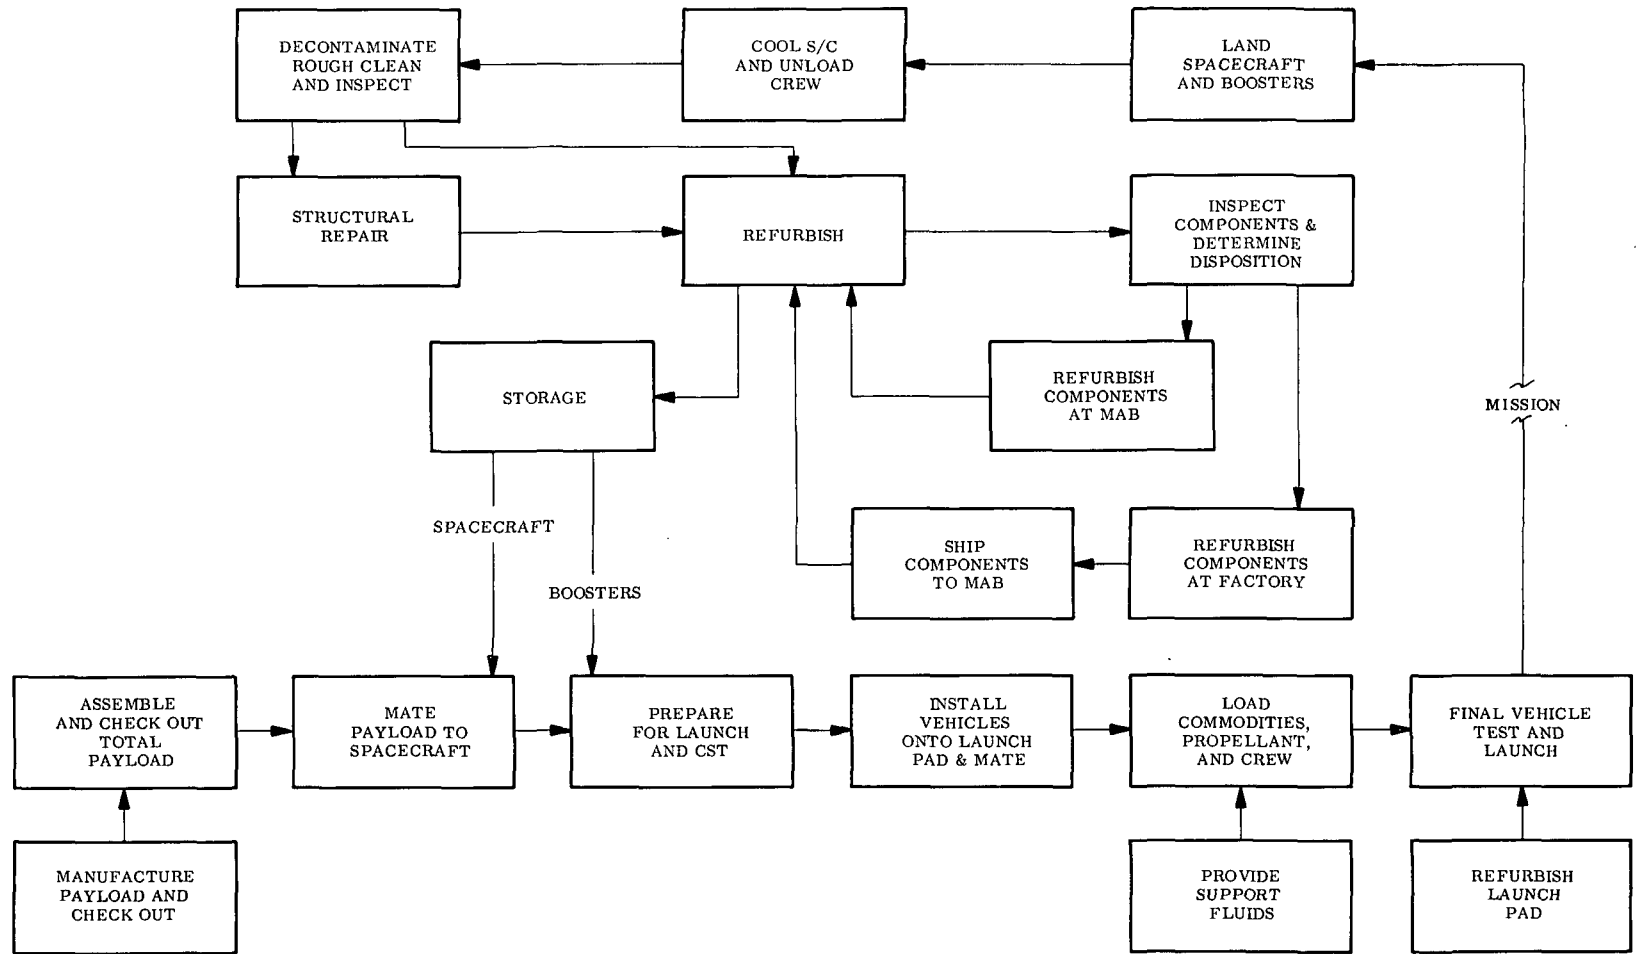 DECONTAMINATE
ROUGH CLEAN
AND INSPECT
COOL S/C
AND UNLOAD
CREW
LAND
SPACECRAFT
AND BOOSTERS
STRUCTURAL
REPAIR
REFURBISH
INSPECT
COMPONENTS &
DETERMINE
DISPOSITION
STORAGE
REFURBISH
COMPONENTS
AT MAB
MISSION
SPACECRAFT
BOOSTERS
SHIP
COMPONENTS
TO MAB
REFURBISH
COMPONENTS
AT FACTORY
ASSEMBLE
AND CHECK OUT
TOTAL
PAYLOAD
MATE
PAYLOAD TO
SPACECRAFT
PREPARE
FOR LAUNCH
AND CST
INSTALL
VEHICLES
ONTO LAUNCH
PAD & MATE
LOAD
COMMODITIES,
PROPELLANT,
AND CREW
FINAL VEHICLE
TEST AND
LAUNCH
MANUFACTURE
PAYLOAD AND
CHECK OUT
PROVIDE
SUPPORT
FLUIDS
REFURBISH
LAUNCH
PAD